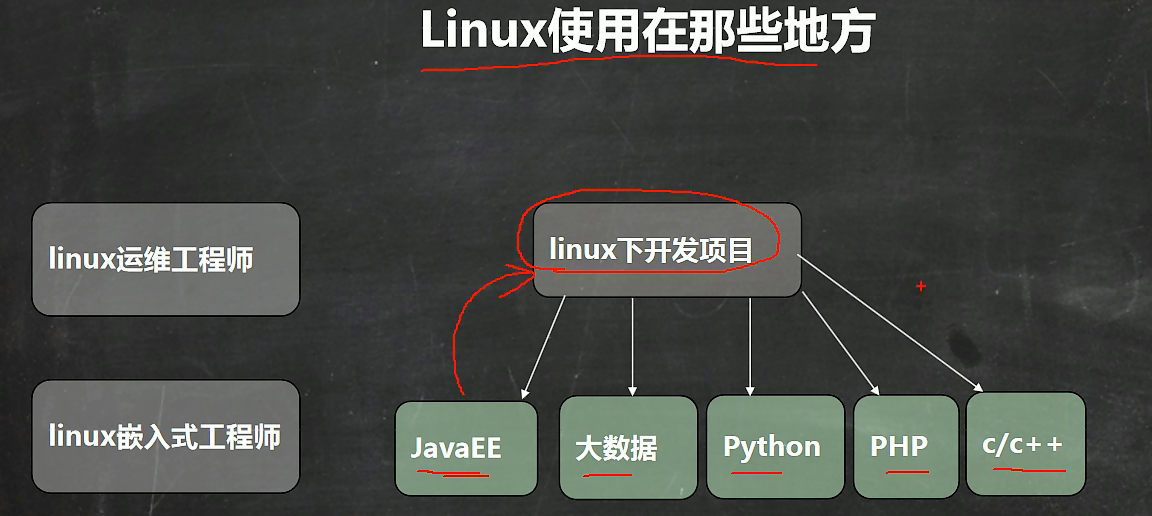 Linux使用在那些地方
linux运维工程师
linux下开发项目
linux嵌入式工程师
JavaEE
大数据
Python
PHP
c/c++